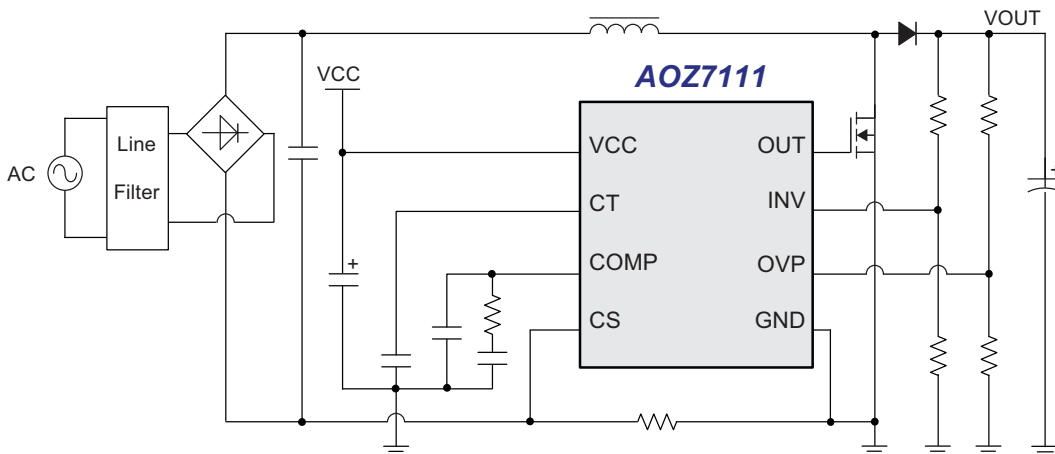 VOUT
VCC
AOZ7111
Line
Filter
AC
VCC
OUT
CT
INV
COMP
OVP
CS
GND
+
+